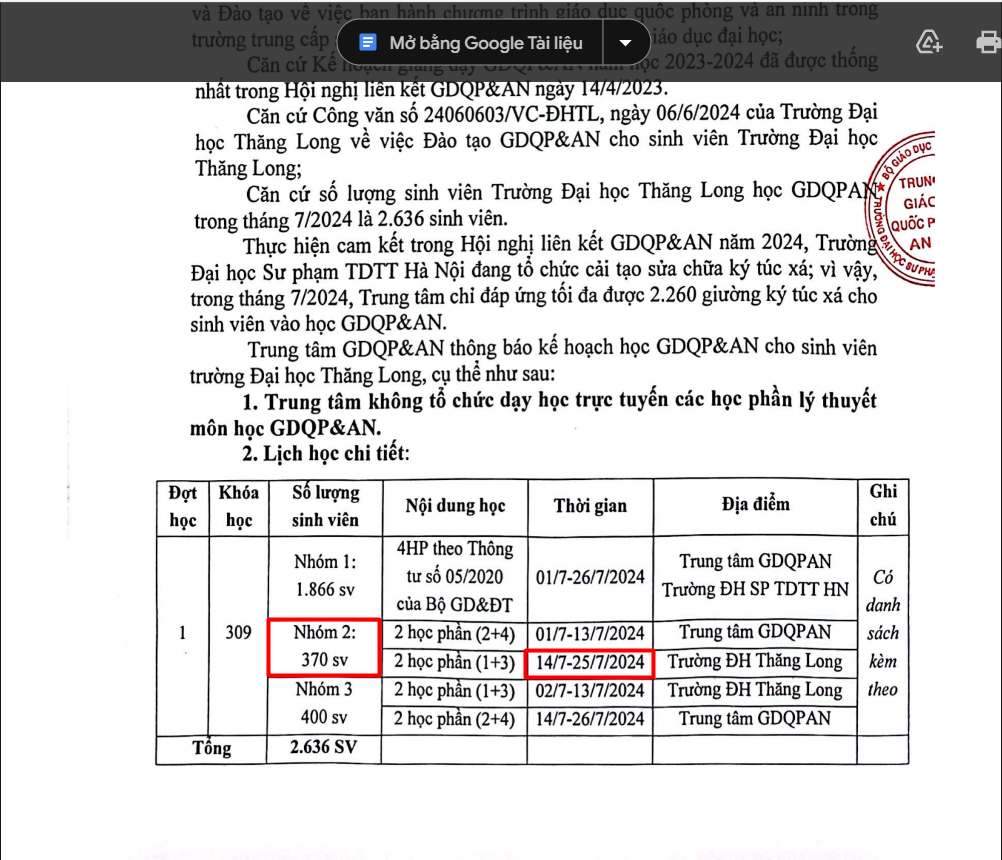 và Đào tạo về việc ban hành chương trình giáo dục quốc phòng và an ninh trong
trường trung cấp
Mở bằng Google Tài liệu
giáo dục đại học;
Căn cứ Kế hoạch giảng dạy GDQP&AN năm học 2023-2024 đã được thống
nhất trong Hội nghị liên kết GDQP&AN ngày 14/4/2023.
Căn cứ Công văn số 24060603/VC-ĐHTL, ngày 06/6/2024 của Trường Đại
học Thăng Long về việc Đào tạo GDQP&AN cho sinh viên Trường Đại học
Thăng Long;
Căn cứ số lượng sinh viên Trường Đại học Thăng Long học GDQPAN
trong tháng 7/2024 là 2.636 sinh viên.
Thực hiện cam kết trong Hội nghị liên kết GDQP&AN năm 2024, Trường
Đại học Sư phạm TDTT Hà Nội đang tổ chức cải tạo sửa chữa ký túc xá; vì vậy,
trong tháng 7/2024, Trung tâm chỉ đáp ứng tối đa được 2.260 giường ký túc xá cho
sinh viên vào học GDQP&AN.
Trung tâm GDQP&AN thông báo kế hoạch học GDQP&AN cho sinh viên
trường Đại học Thăng Long, cụ thể như sau:
1. Trung tâm không tổ chức dạy học trực tuyến các học phần lý thuyết
môn học GDQP&AN.
2. Lịch học chi tiết:
BỘ GIÁO DỤC
TRƯỜNG ĐẠI HỌC SƯ PHẠ
TRUN
GIÁC
QUỐC P
AN
Đợt học Khóa học Số lượng sinh viên Nội dung học Thời gian Địa điểm Ghi chú
1 309 Nhóm 1: 1.866 sv 4HP theo Thông tư số 05/2020 của Bộ GD&ĐT 01/7-26/7/2024 Trung tâm GDQPAN Trường ĐH SP TDTT HN Có danh sách kèm theo
Nhóm 2: 370 sv 2 học phần (2+4) 01/7-13/7/2024 Trung tâm GDQPAN
2 học phần (1+3) 14/7-25/7/2024 Trường ĐH Thăng Long
Nhóm 3 400 sv 2 học phần (1+3) 02/7-13/7/2024 Trường ĐH Thăng Long
2 học phần (2+4) 14/7-26/7/2024 Trung tâm GDQPAN
Tổng 2.636 SV